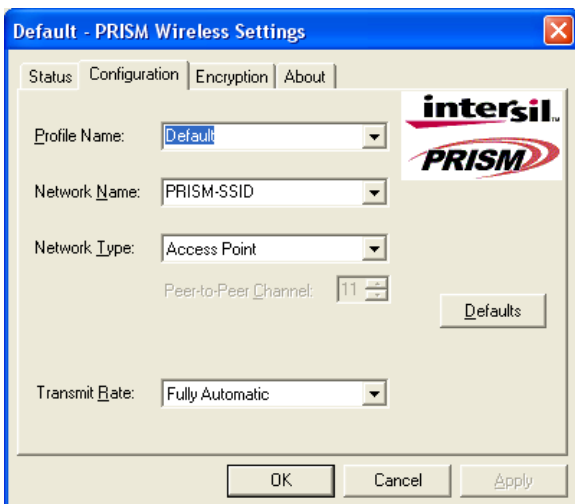 Default - PRISM Wireless Settings
Status Configuration Encryption About
intersil™
PRISM
Profile Name: Default
Network Name: PRISM-SSID
Network Type: Access Point
Peer-to-Peer Channel: 11
Defaults
Transmit Rate: Fully Automatic
OK Cancel Apply